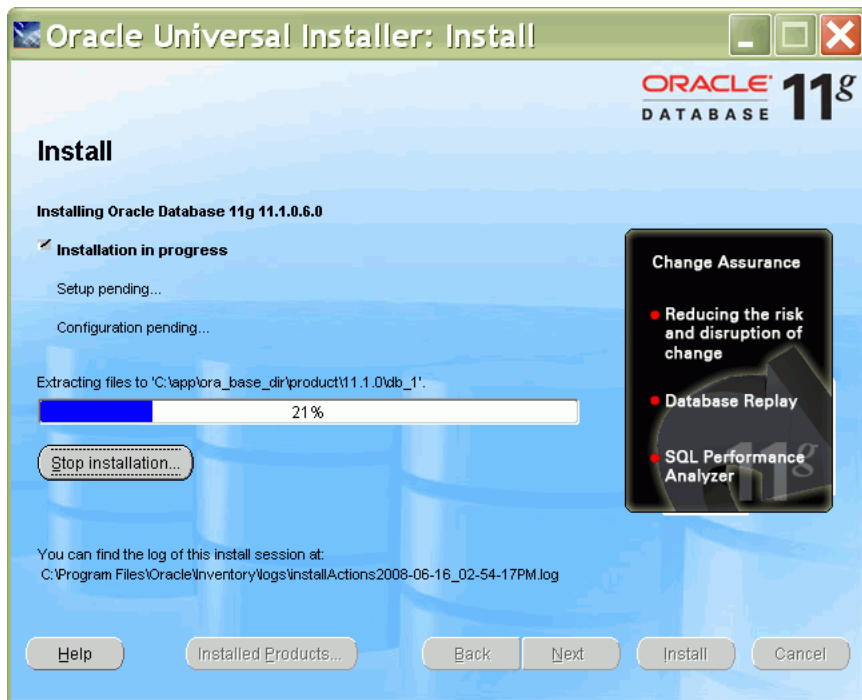 Oracle Universal Installer: Install
ORACLE
DATABASE 11g
Install
Installing Oracle Database 11g 11.1.0.6.0
Installation in progress
Setup pending...
Configuration pending...
Extracting files to 'C:\app\ora_base_dir\product\11.1.0\db_1'.
21%
Stop installation...
Change Assurance
Reducing the risk
and disruption of
change
Database Replay
SQL Performance
Analyzer
11g
You can find the log of this install session at:
C:\Program Files\Oracle\Inventory\logs\installActions2008-06-16_02-54-17PM.log
Help
Installed Products...
Back
Next
Install
Cancel